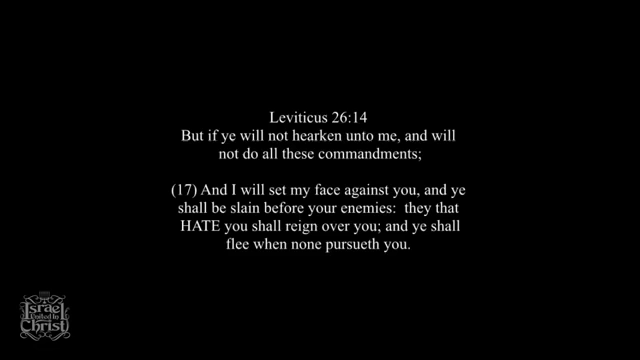 Leviticus 26:14
But if ye will not hearken unto me, and will
not do all these commandments;
(17) And I will set my face against you, and ye
shall be slain before your enemies: they that
HATE you shall reign over you; and ye shall
flee when none pursueth you.
Israel
United In
Christ